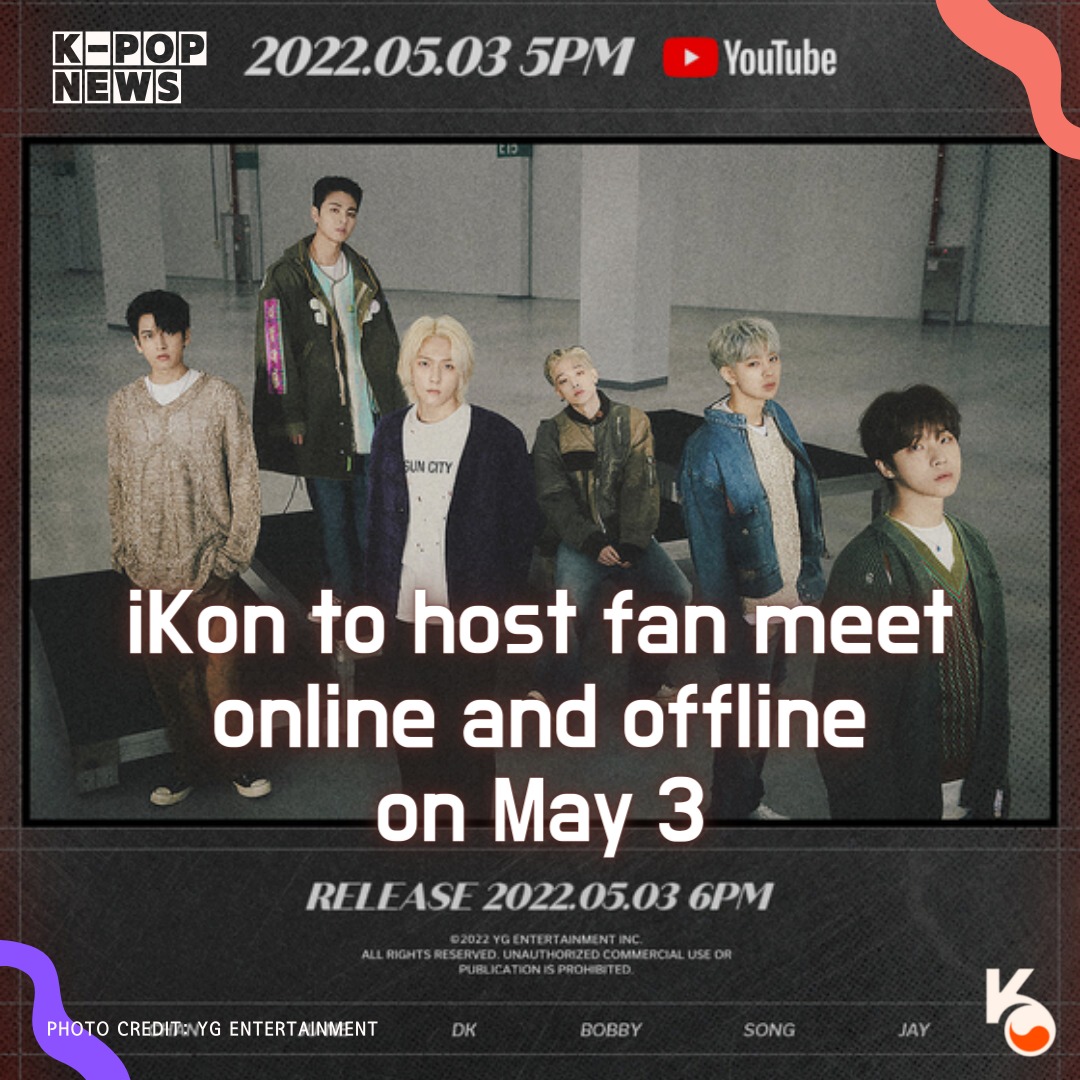 K-POP
NEWS
2022.05.03 5PM YouTube
SUN CITY
iKon to host fan meet
online and offline
on May 3
RELEASE 2022.05.03 6PM
©2022 YG ENTERTAINMENT INC.
ALL RIGHTS RESERVED. UNAUTHORIZED COMMERCIAL USE OR
PUBLICATION IS PROHIBITED.
PHOTO CREDIT: YG ENTERTAINMENT
DK BOBBY SONG JAY